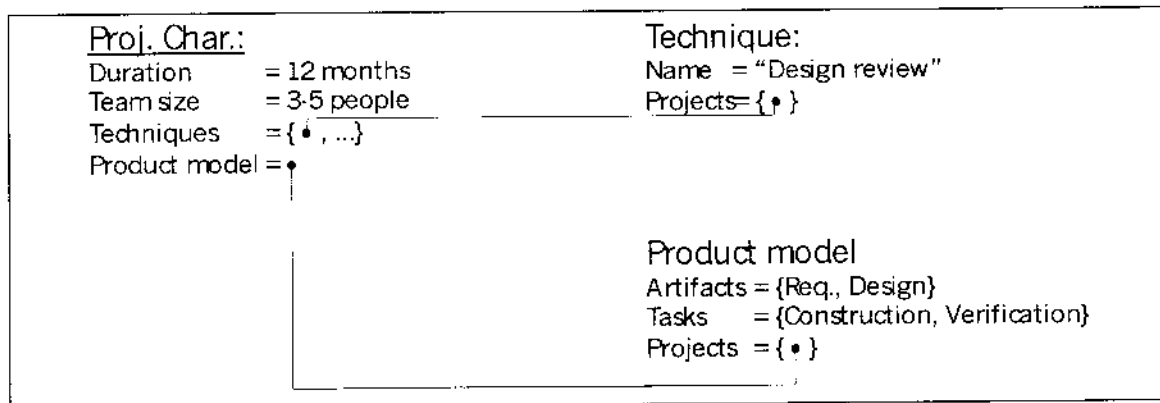 Proj. Char.:
Duration = 12 months
Team size = 3-5 people
Techniques = { • , ...}
Product model = •
Technique:
Name = “Design review”
Projects= { • }
Product model
Artifacts = {Req., Design}
Tasks = {Construction, Verification}
Projects = { • }